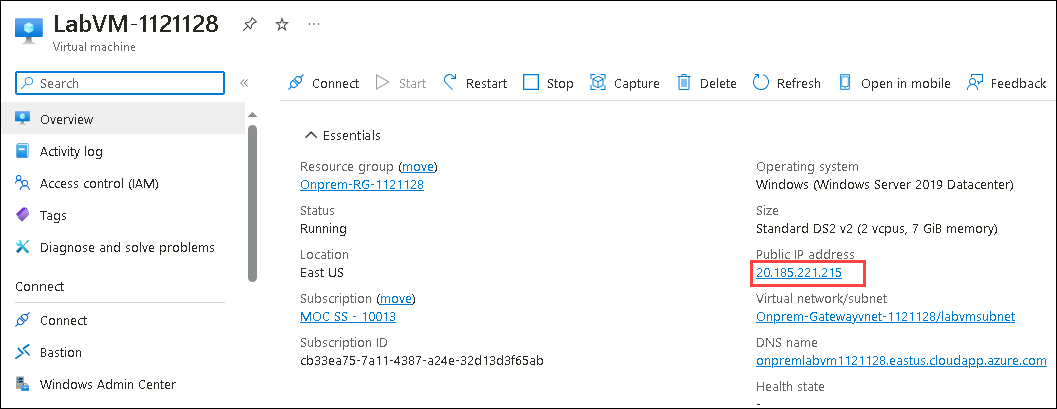 LabVM-1121128
Virtual machine
Search
Connect Start Restart Stop Capture Delete Refresh Open in mobile Feedback
Overview
Activity log
Access control (IAM)
Tags
Diagnose and solve problems
Connect
Connect
Bastion
Windows Admin Center
Essentials
Resource group (move)
Onprem-RG-1121128
Status
Running
Location
East US
Subscription (move)
MOC SS - 10013
Subscription ID
cb33ea75-7a11-4387-a24e-32d13d3f65ab
Operating system
Windows (Windows Server 2019 Datacenter)
Size
Standard DS2 v2 (2 vcpus, 7 GiB memory)
Public IP address
20.185.221.215
Virtual network/subnet
Onprem-Gatewayvnet-1121128/labvmsubnet
DNS name
onpremlabvm1121128.eastus.cloudapp.azure.com
Health state
-